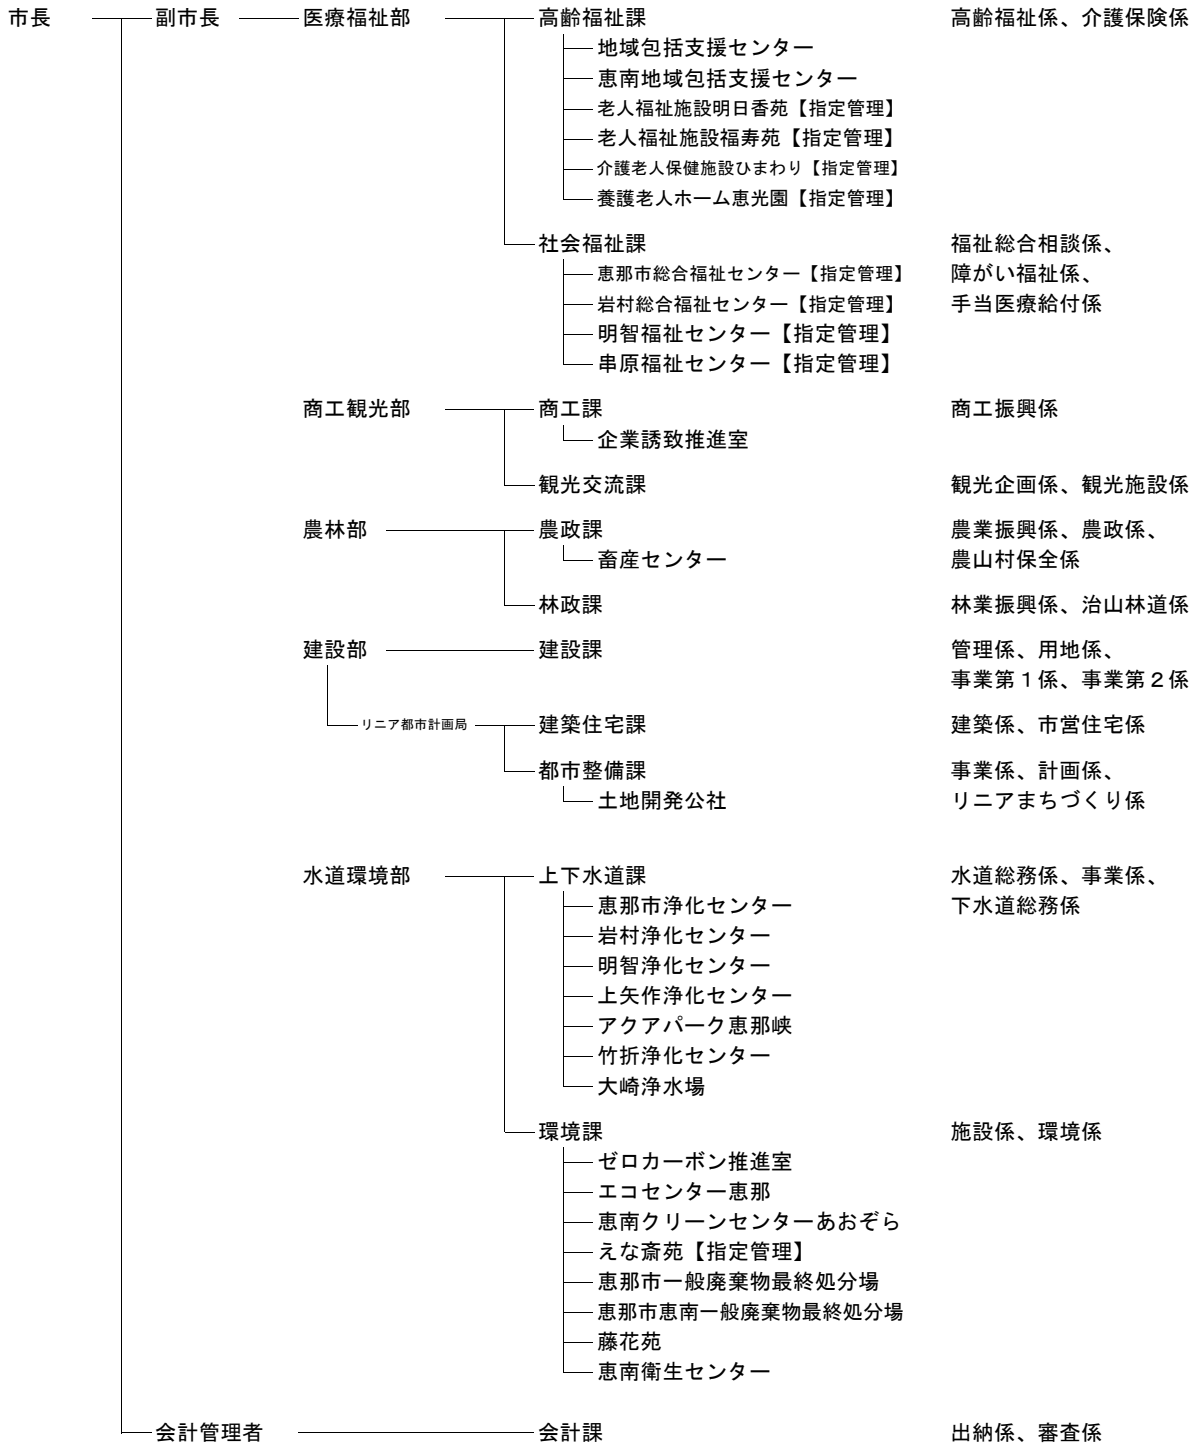 市長 副市長 医療福祉部 高齢福祉課 高齢福祉係、介護保険係
地域包括支援センター
恵南地域包括支援センター
老人福祉施設明日香苑【指定管理】
老人福祉施設福寿苑【指定管理】
介護老人保健施設ひまわり【指定管理】
養護老人ホーム恵光園【指定管理】
社会福祉課 福祉総合相談係、
恵那市総合福祉センター【指定管理】 障がい福祉係、
岩村総合福祉センター【指定管理】 手当医療給付係
明智福祉センター【指定管理】
串原福祉センター【指定管理】
商工観光部 商工課 商工振興係
企業誘致推進室
観光交流課 観光企画係、観光施設係
農林部 農政課 農業振興係、農政係、
畜産センター 農山村保全係
林政課 林業振興係、治山林道係
建設部 建設課 管理係、用地係、
事業第1係、事業第2係
リニア都市計画局 建築住宅課 建築係、市営住宅係
都市整備課 事業係、計画係、
土地開発公社 リニアまちづくり係
水道環境部 上下水道課 水道総務係、事業係、
恵那市浄化センター 下水道総務係
岩村浄化センター
明智浄化センター
上矢作浄化センター
アクアパーク恵那峡
竹折浄化センター
大崎浄水場
環境課 施設係、環境係
ゼロカーボン推進室
エコセンター恵那
恵南クリーンセンターあおぞら
えな斎苑【指定管理】
恵那市一般廃棄物最終処分場
恵那市恵南一般廃棄物最終処分場
藤花苑
恵南衛生センター
会計管理者 会計課 出納係、審査係